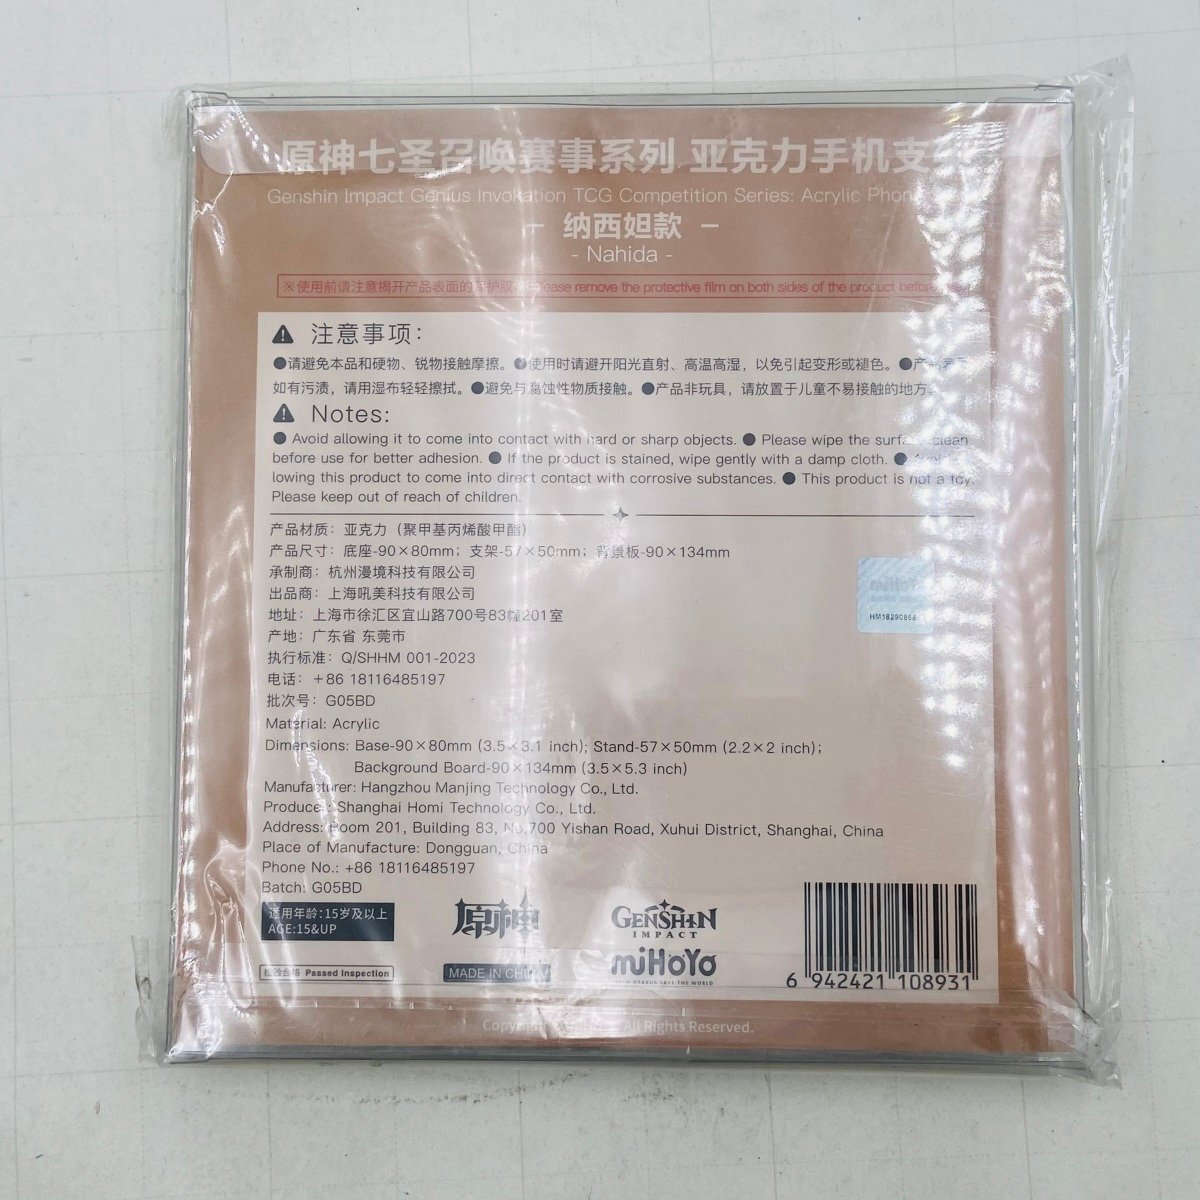 原神七圣召唤赛事系列 亚克力手机支
Genshin Impact Genius Invokation TCG Competition Series: Acrylic Phon
- 纳西妲款 -
- Nahida -
※使用前请注意揭开产品表面的保护膜 Please remove the protective film on both sides of the product before
注意事项:
●请避免本品和硬物、锐物接触摩擦。●使用时请避开阳光直射、高温高湿，以免引起变形或褪色。●产品表
如有污渍，请用湿布轻轻擦拭。●避免与腐蚀性物质接触。●产品非玩具，请放置于儿童不易接触的地方。
Notes:
● Avoid allowing it to come into contact with hard or sharp objects. ● Please wipe the surface clean
before use for better adhesion. ● If the product is stained, wipe gently with a damp cloth. ●
lowing this product to come into direct contact with corrosive substances. ● This product is not a toy.
Please keep out of reach of children.
产品材质：亚克力（聚甲基丙烯酸甲酯）
产品尺寸：底座-90×80mm；支架-57×50mm；背景板-90×134mm
承制商：杭州漫境科技有限公司
出品商：上海吼美科技有限公司
地址：上海市徐汇区宜山路700号83幢201室
产地：广东省 东莞市
执行标准：Q/SHHM 001-2023
电话：+86 18116485197
批次号：G05BD
Material: Acrylic
Dimensions: Base-90×80mm (3.5×3.1 inch); Stand-57×50mm (2.2×2 inch);
Background Board-90×134mm (3.5×5.3 inch)
Manufacturer: Hangzhou Manjing Technology Co., Ltd.
Producer: Shanghai Homi Technology Co., Ltd.
Address: Room 201, Building 83, No.700 Yishan Road, Xuhui District, Shanghai, China
Place of Manufacture: Dongguan, China
Phone No.: +86 18116485197
Batch: G05BD
miHoYo
HM18290868
适用年龄:15岁及以上
AGE:15&UP
原神
GENSHIN
IMPACT
检验合格 Passed Inspection
MADE IN CHINA
miHoYo
TECH OTAKUS SAVE THE WORLD
6 942421 108931
All Rights Reserved.